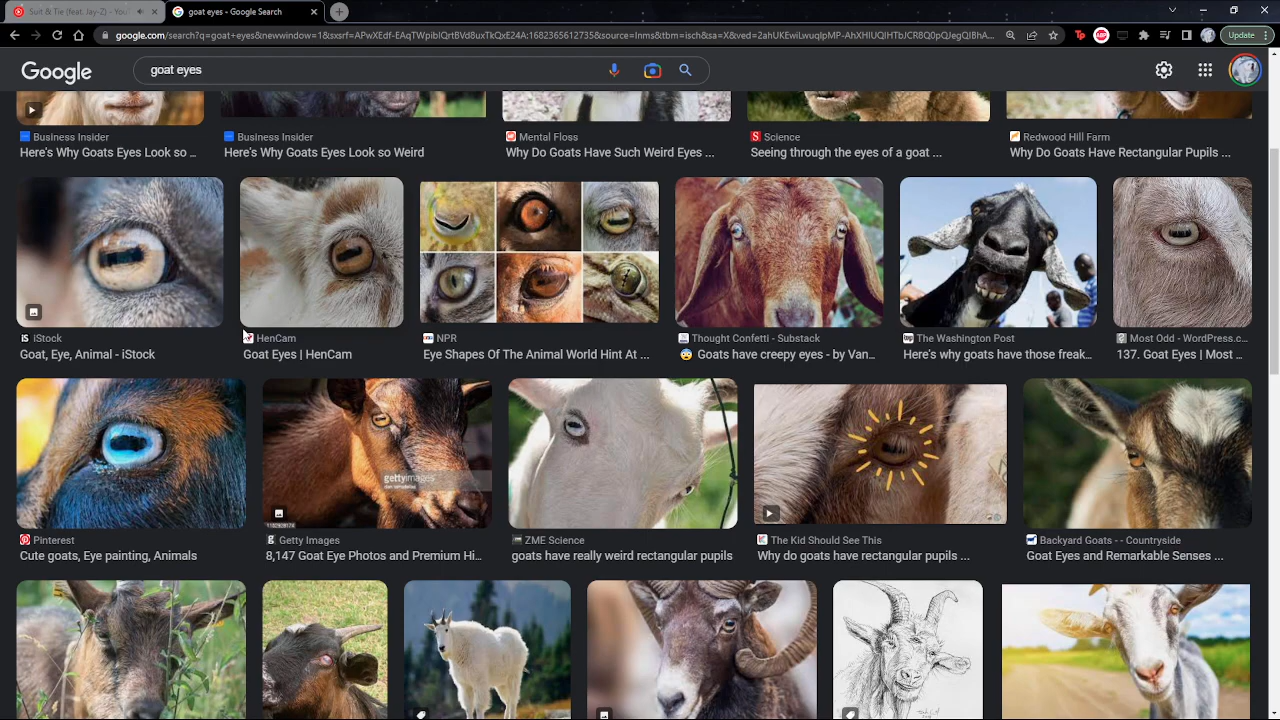 Suit & Tie (feat. Jay-Z) - You
goat eyes - Google Search
Update
Google
goat eyes
Business Insider
Business Insider
Mental Floss
Science
Redwood Hill Farm
Here's Why Goats Eyes Look so ...
Here's Why Goats Eyes Look so Weird
Why Do Goats Have Such Weird Eyes ...
Seeing through the eyes of a goat ...
Why Do Goats Have Rectangular Pupils ...
iStock
HenCam
NPR
Thought Confetti - Substack
The Washington Post
Most Odd - WordPress.c...
Goat, Eye, Animal - iStock
Goat Eyes | HenCam
Eye Shapes Of The Animal World Hint At ...
😨 Goats have creepy eyes - by Van...
Here's why goats have those freak...
137. Goat Eyes | Most ...
gettyimages
Pinterest
Getty Images
ZME Science
The Kid Should See This
Backyard Goats - - Countryside
Cute goats, Eye painting, Animals
8,147 Goat Eye Photos and Premium Hi...
goats have really weird rectangular pupils
Why do goats have rectangular pupils ...
Goat Eyes and Remarkable Senses ...